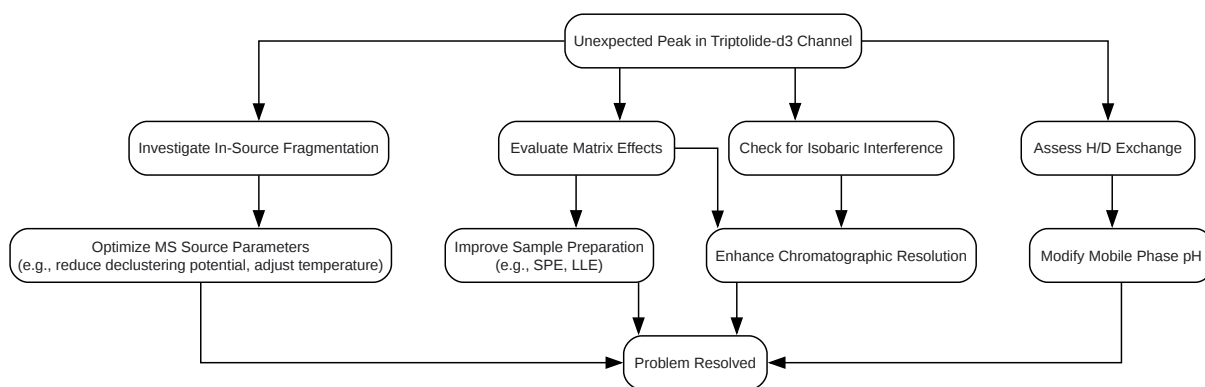 Unexpected Peak in Triptolide-d3 Channel
Investigate In-Source Fragmentation
Evaluate Matrix Effects
Check for Isobaric Interference
Assess H/D Exchange
Optimize MS Source Parameters
(e.g., reduce declustering potential, adjust temperature)
Improve Sample Preparation
(e.g., SPE, LLE)
Enhance Chromatographic Resolution
Modify Mobile Phase pH
Problem Resolved